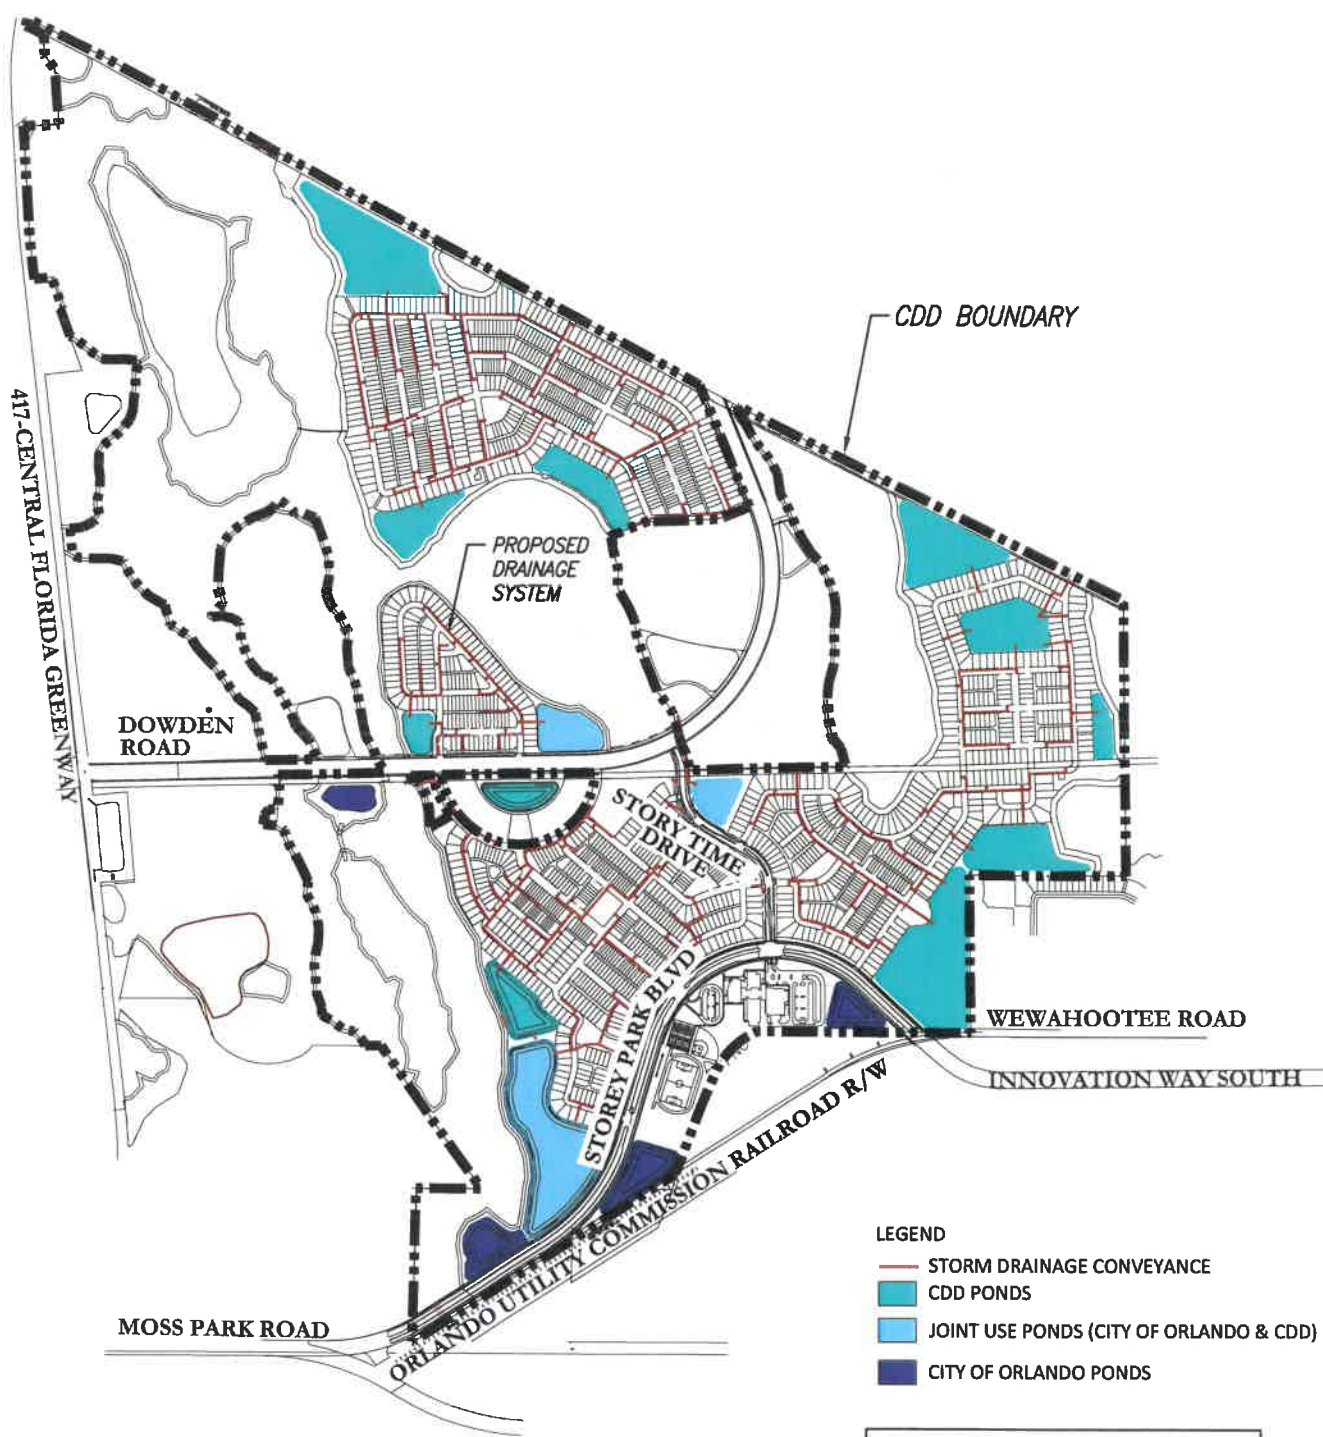 CDD BOUNDARY
417-CENTRAL FLORIDA GREENWAY
PROPOSED
DRAINAGE
SYSTEM
DOWDEN
ROAD
STORY TIME
DRIVE
STOREY PARK BLVD
WEWAHOOTEE ROAD
INNOVATION WAY SOUTH
ORLANDO UTILITY COMMISSION RAILROAD R/W
MOSS PARK ROAD
LEGEND
STORM DRAINAGE CONVEYANCE
CDD PONDS
JOINT USE PONDS (CITY OF ORLANDO & CDD)
CITY OF ORLANDO PONDS